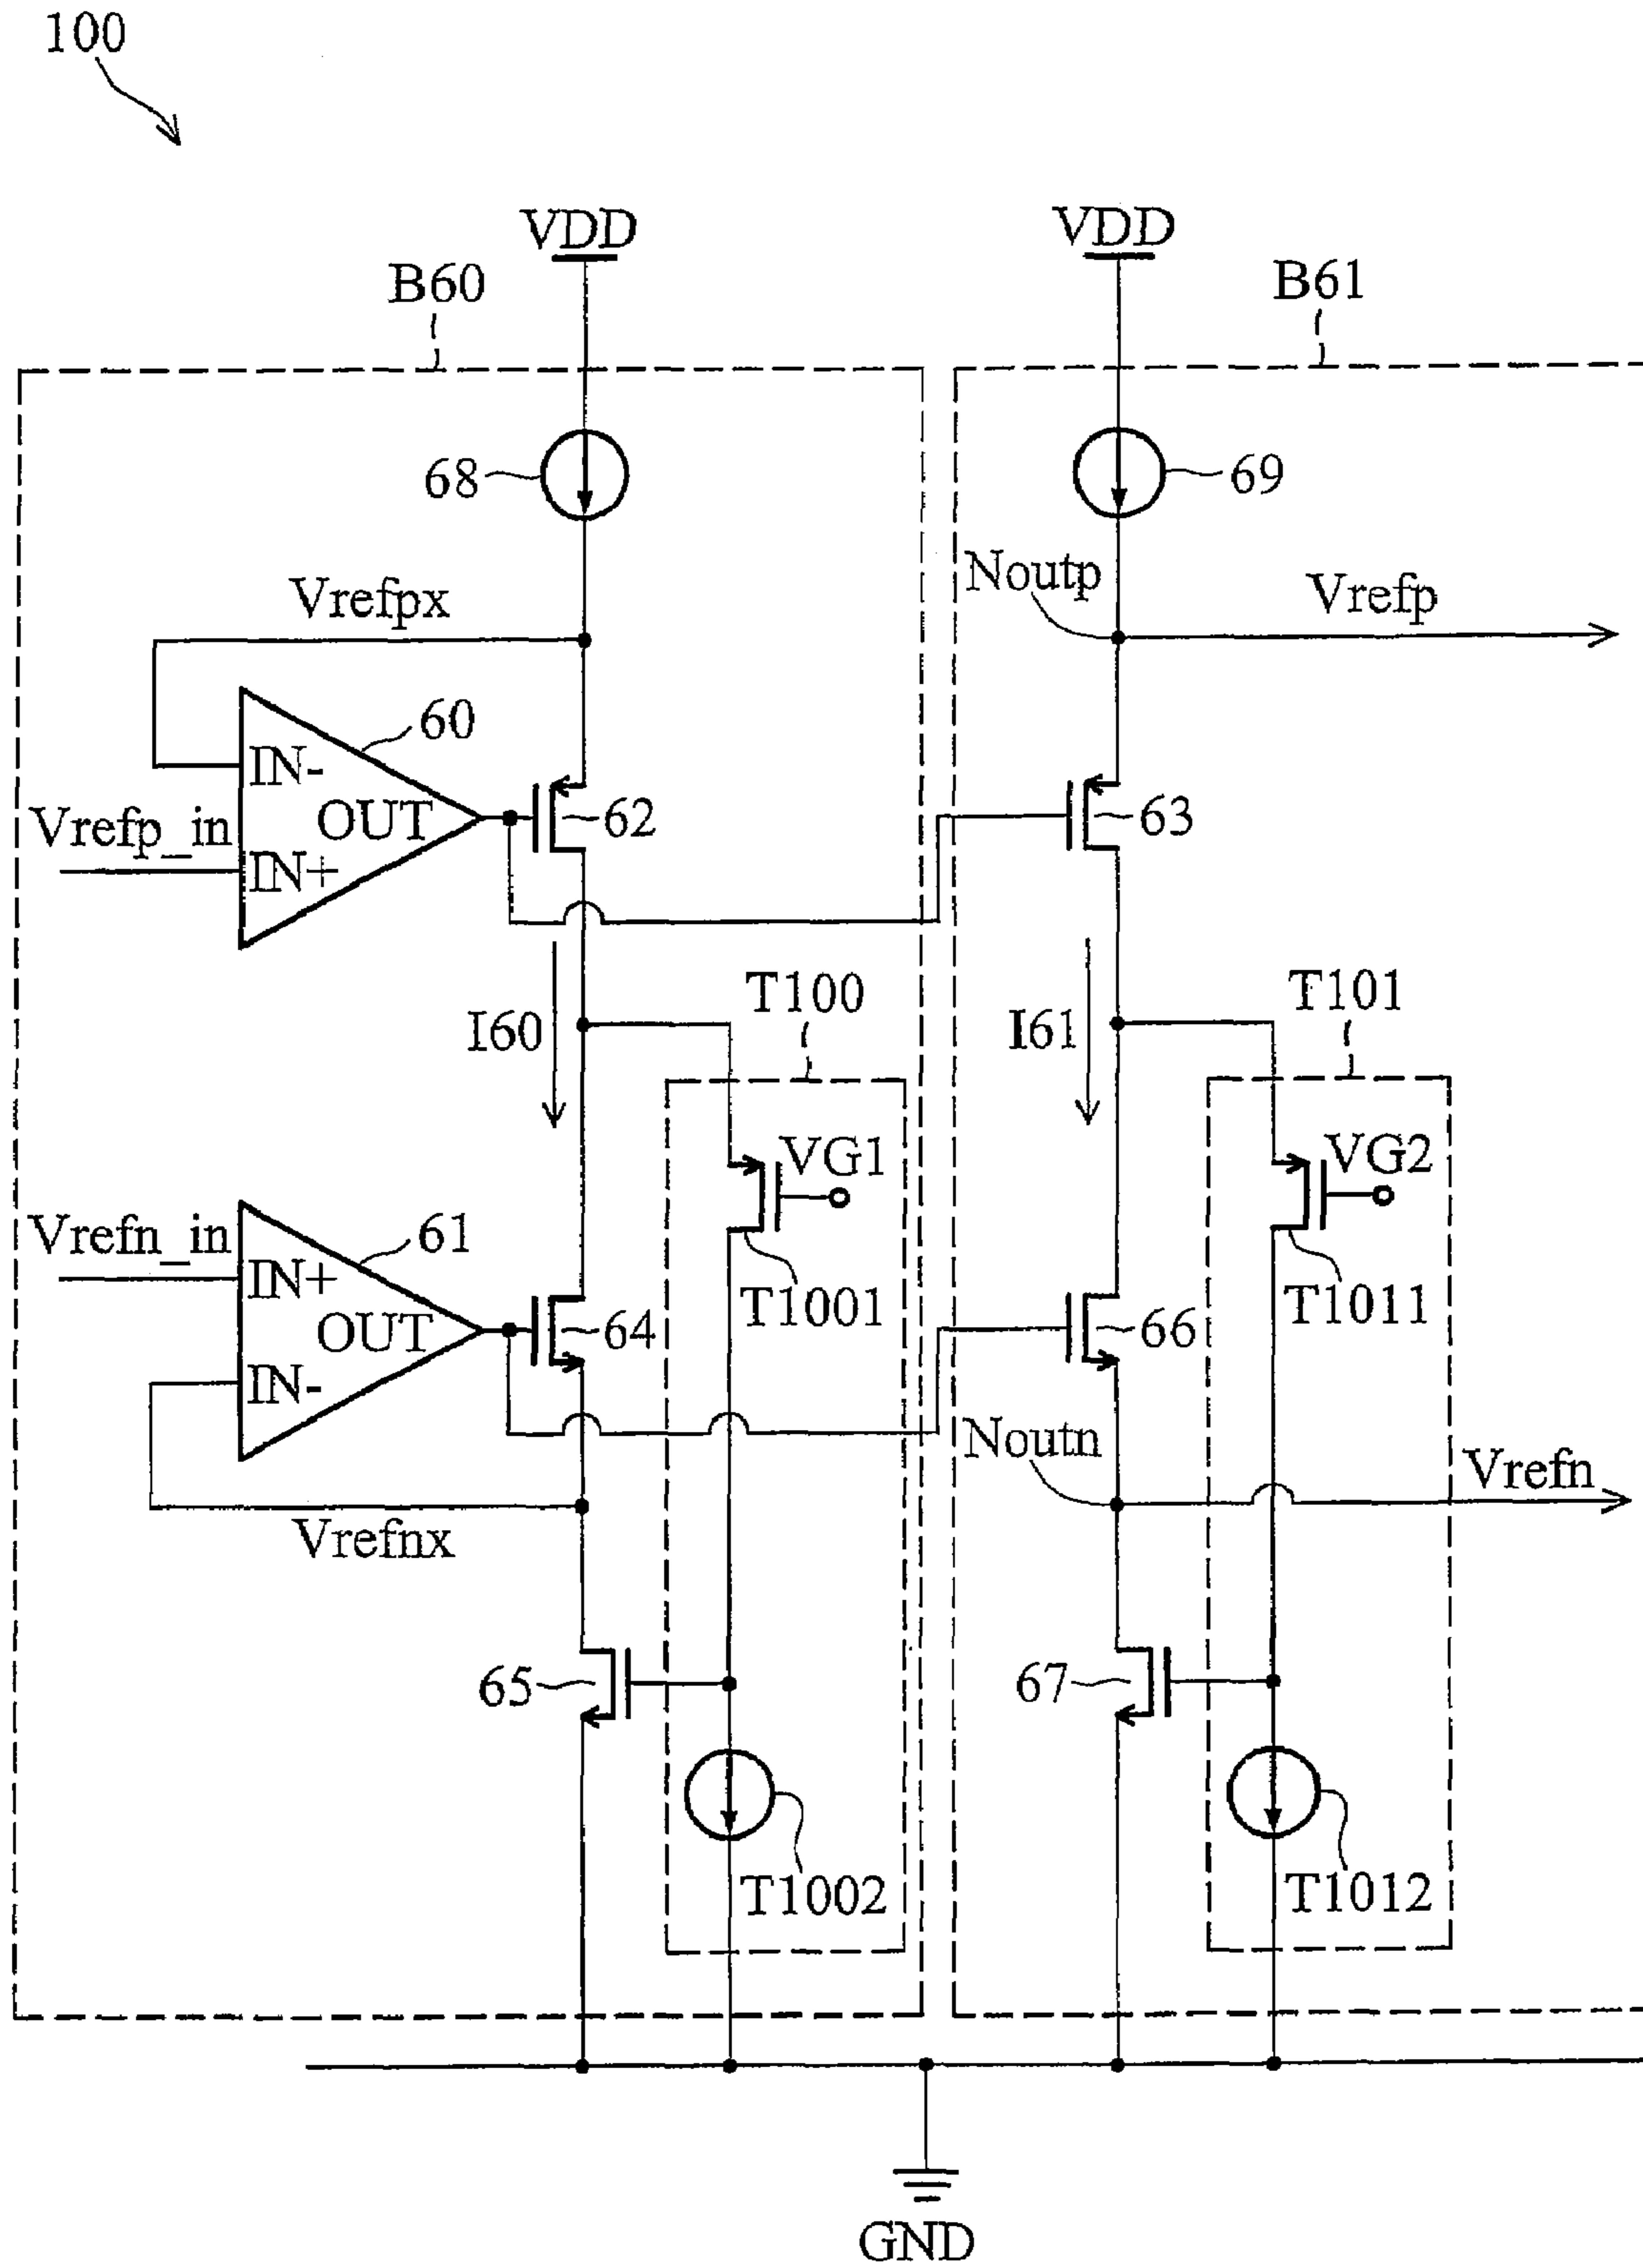 100
VDD
VDD
B60
B61
68
69
Noutp
Vrefp
Vrefpx
60
IN-
OUT
Vrefp_in
IN+
62
63
T100
T101
I60
I61
VG1
VG2
Vrefn_in
61
IN+
OUT
IN-
64
T1001
66
T1011
Noutn
Vrefn
Vrefnx
65
67
T1002
T1012
GND